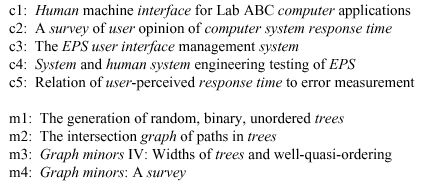 c1: Human machine interface for Lab ABC computer applications
c2: A survey of user opinion of computer system response time
c3: The EPS user interface management system
c4: System and human system engineering testing of EPS
c5: Relation of user-perceived response time to error measurement
m1: The generation of random, binary, unordered trees
m2: The intersection graph of paths in trees
m3: Graph minors IV: Widths of trees and well-quasi-ordering
m4: Graph minors: A survey